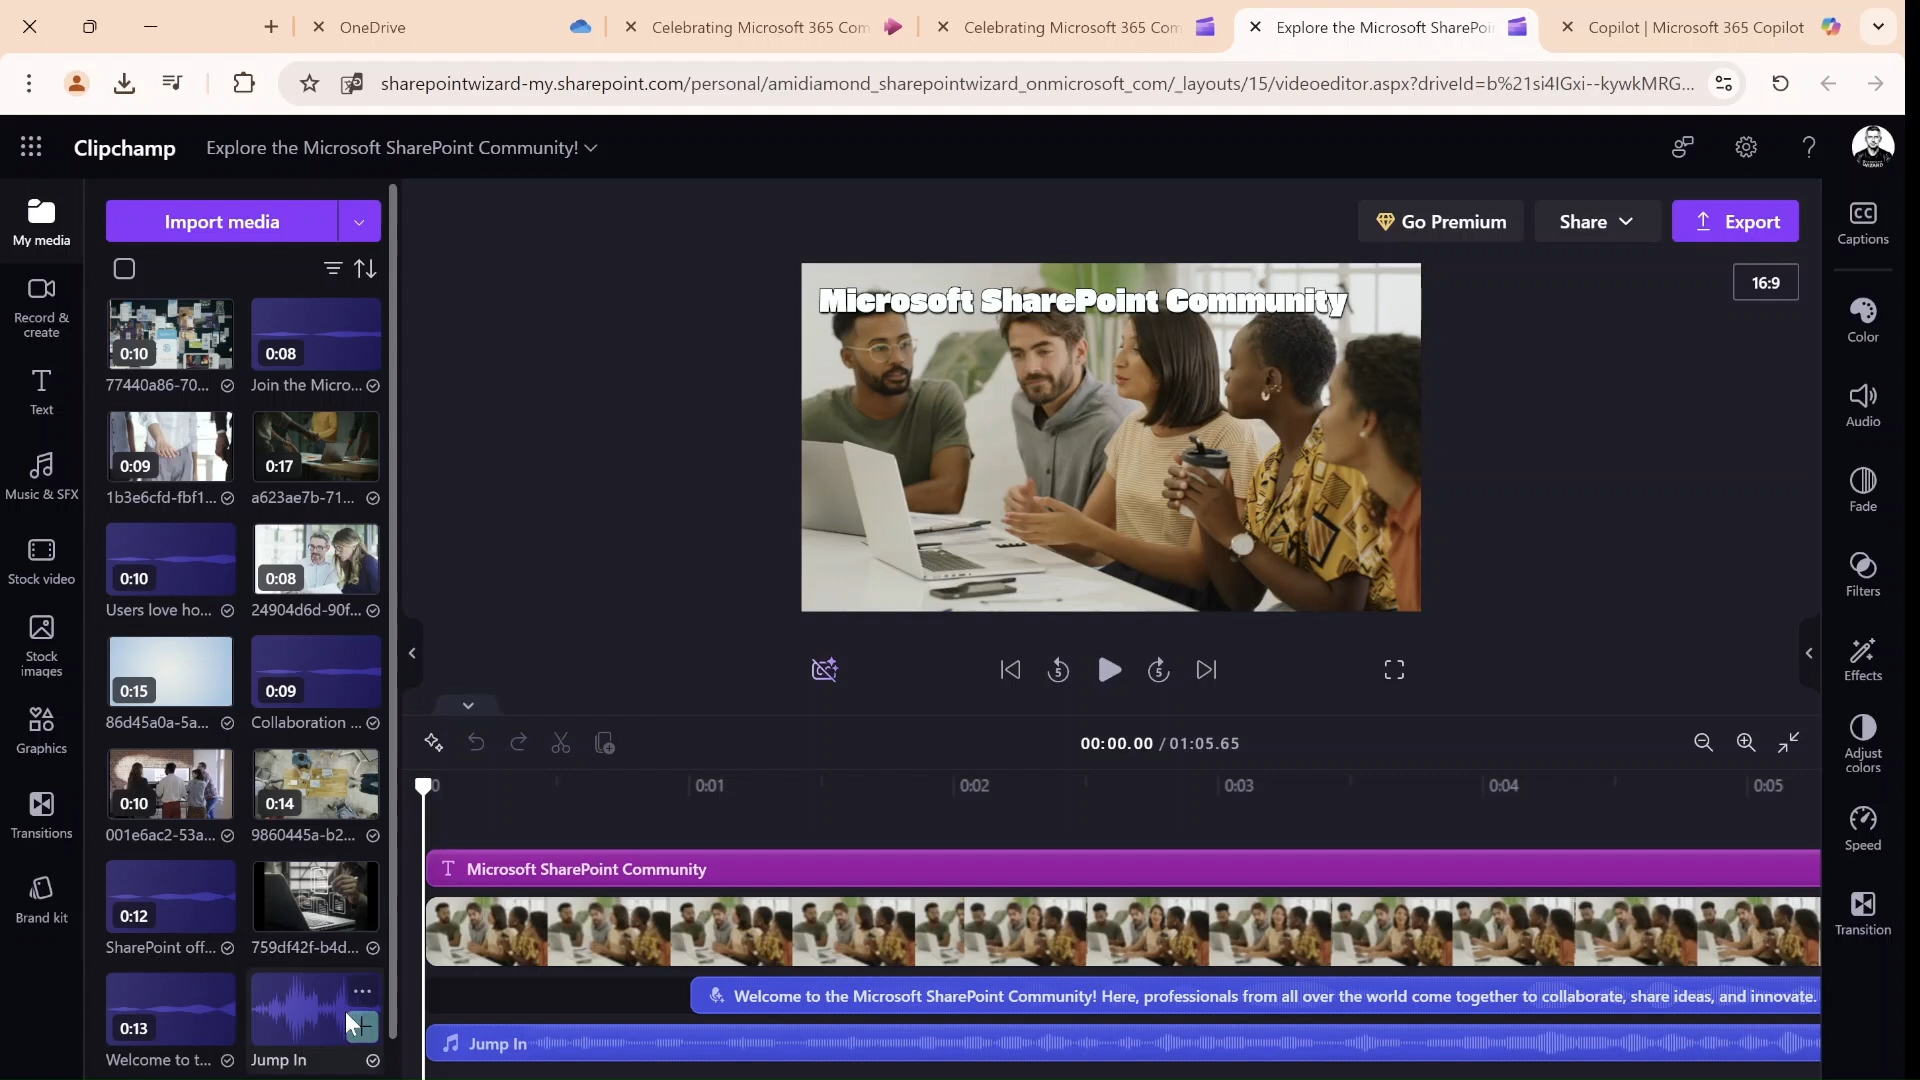 OneDrive
Celebrating Microsoft 365 Com
Celebrating Microsoft 365 Com
Explore the Microsoft SharePoi
Copilot | Microsoft 365 Copilot
sharepointwizard-my.sharepoint.com/personal/amidiamond_sharepointwizard_onmicrosoft_com/_layouts/15/videoeditor.aspx?driveId=b%21si4IGxi--kywkMRG...
Clipchamp
Explore the Microsoft SharePoint Community!
My media
Record & create
Text
Music & SFX
Stock video
Stock images
Graphics
Transitions
Brand kit
Import media
0:10
0:08
77440a86-70...
Join the Micro...
0:09
0:17
1b3e6cfd-fbf1...
a623ae7b-71...
0:10
0:08
Users love ho...
24904d6d-90f...
0:15
0:09
86d45a0a-5a...
Collaboration ...
0:10
0:14
001e6ac2-53a...
9860445a-b2...
0:12
SharePoint off...
759df42f-b4d...
0:13
Welcome to t...
Jump In
Go Premium
Share
Export
16:9
Microsoft SharePoint Community
5
5
00:00.00 / 01:05.65
0
0:01
0:02
0:03
0:04
0:05
Microsoft SharePoint Community
Welcome to the Microsoft SharePoint Community! Here, professionals from all over the world come together to collaborate, share ideas, and innovate.
Jump In
CC
Captions
Color
Audio
Fade
Filters
Effects
Adjust colors
Speed
Transition